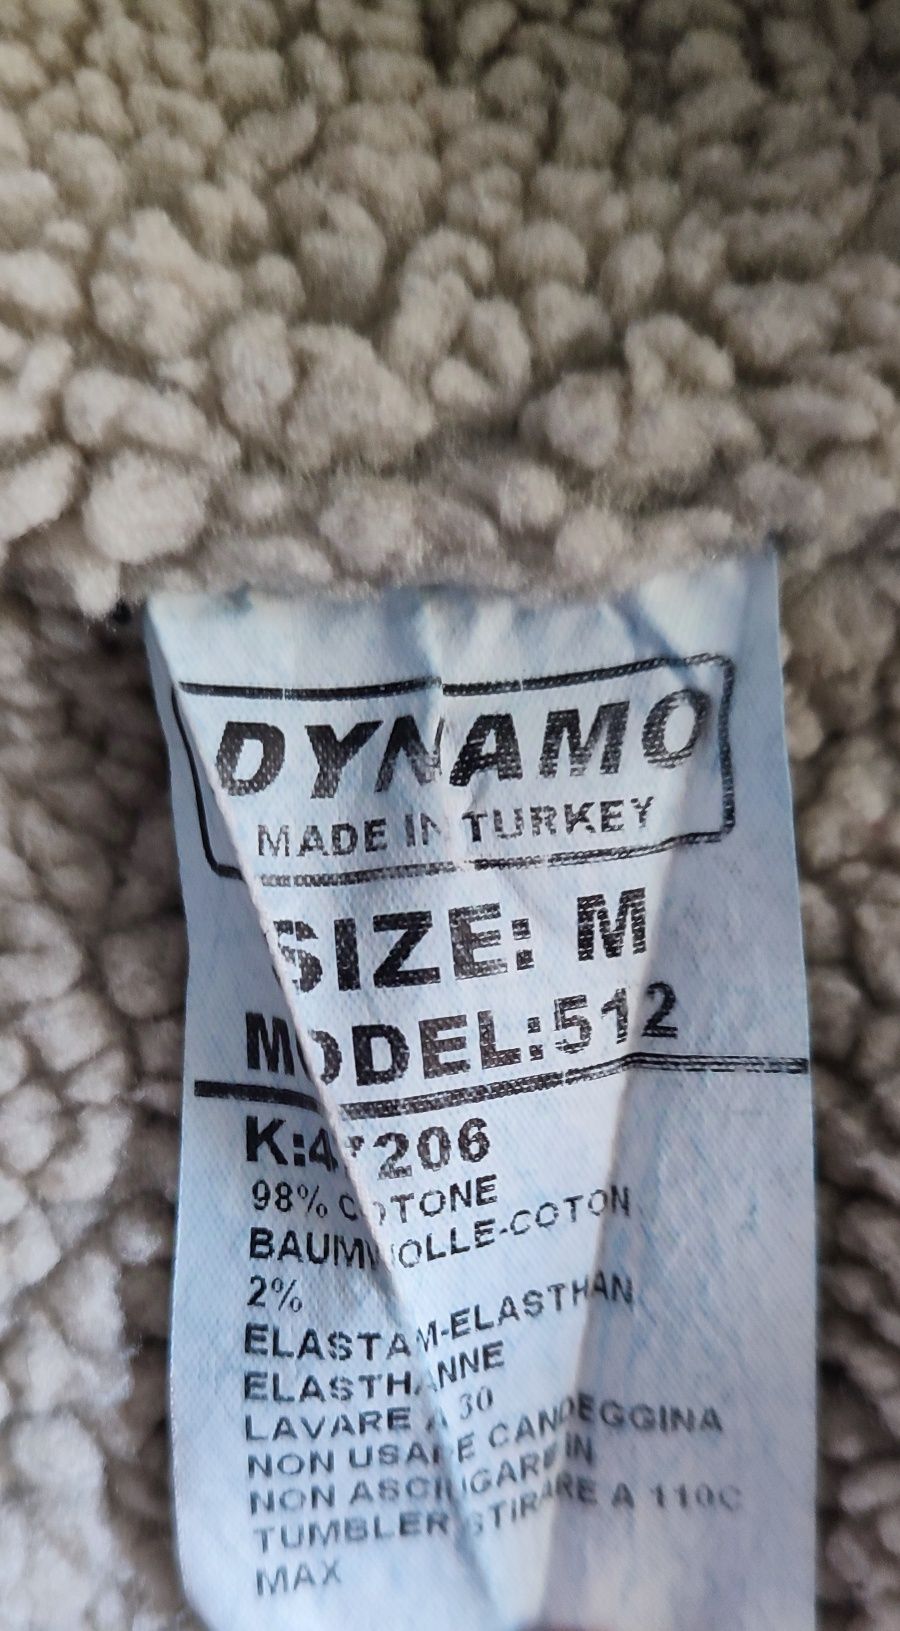 DYNAMO
MADE IN TURKEY
SIZE: M
MODEL:512
K:47206
98% COTONE
BAUMWOLLE-COTON
2%
ELASTAM-ELASTHAN
ELASTHANNE
LAVARE A 30
NON USARE CANDEGGINA
NON ASCIUGARE IN
TUMBLER STIRARE A 110C
MAX